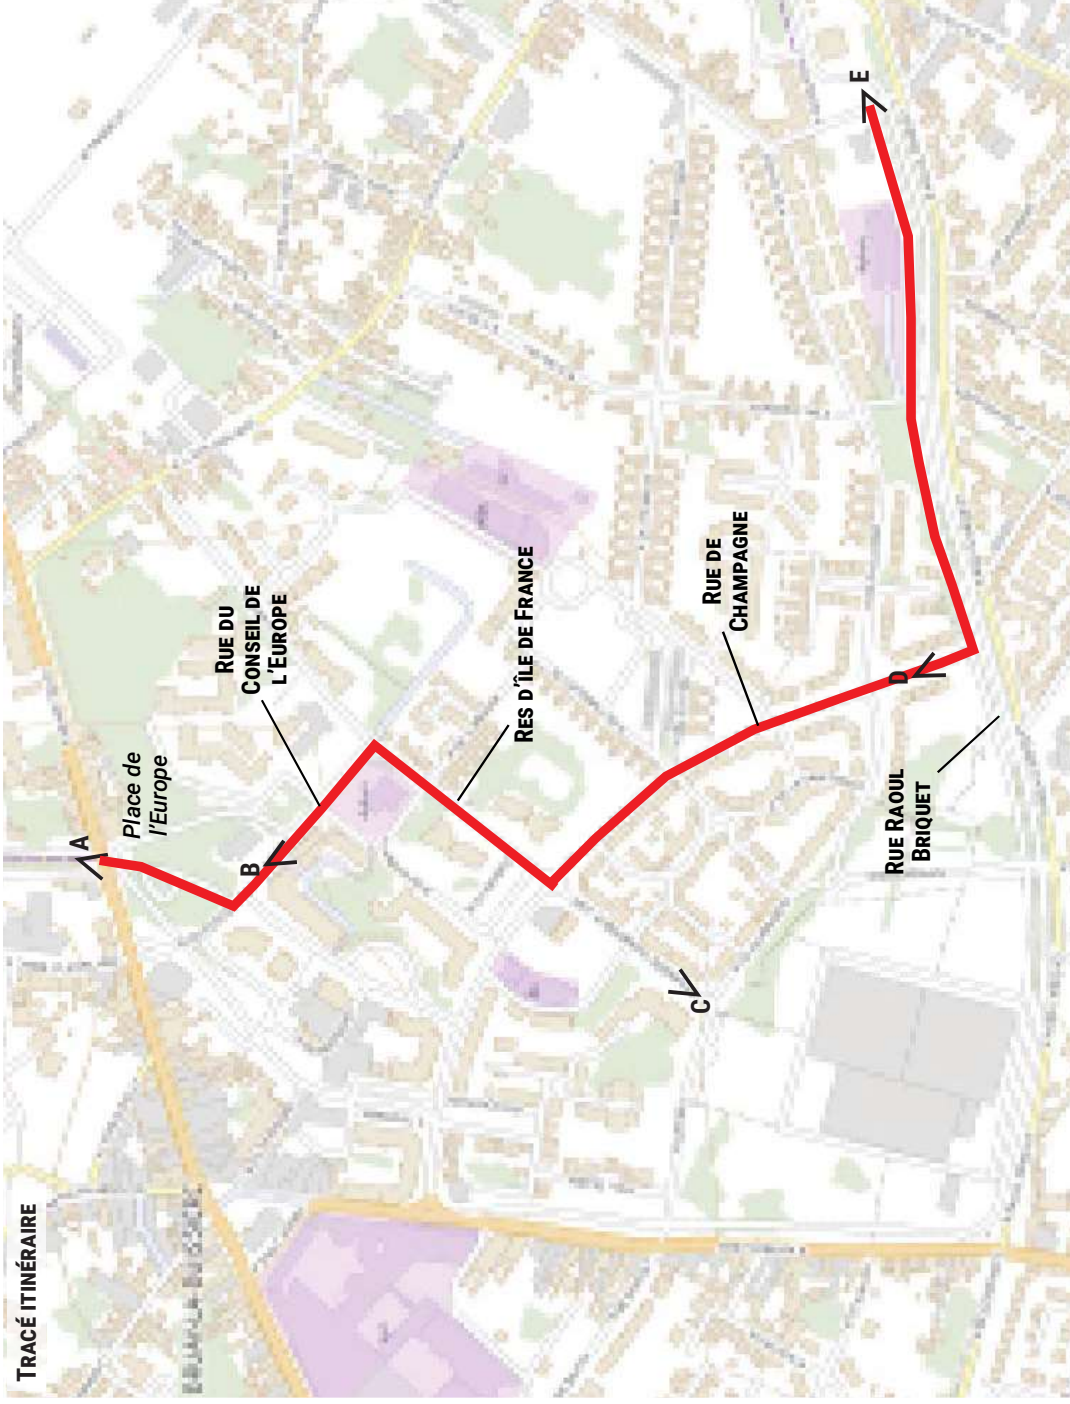 TRACÉ ITINÉRAIRE
A
Place de
l'Europe
B
RUE DU
CONSEIL DE
L'EUROPE
RES D'ÎLE DE FRANCE
C
RUE DE
CHAMPAGNE
D
RUE RAOUL
BRIQUET
E